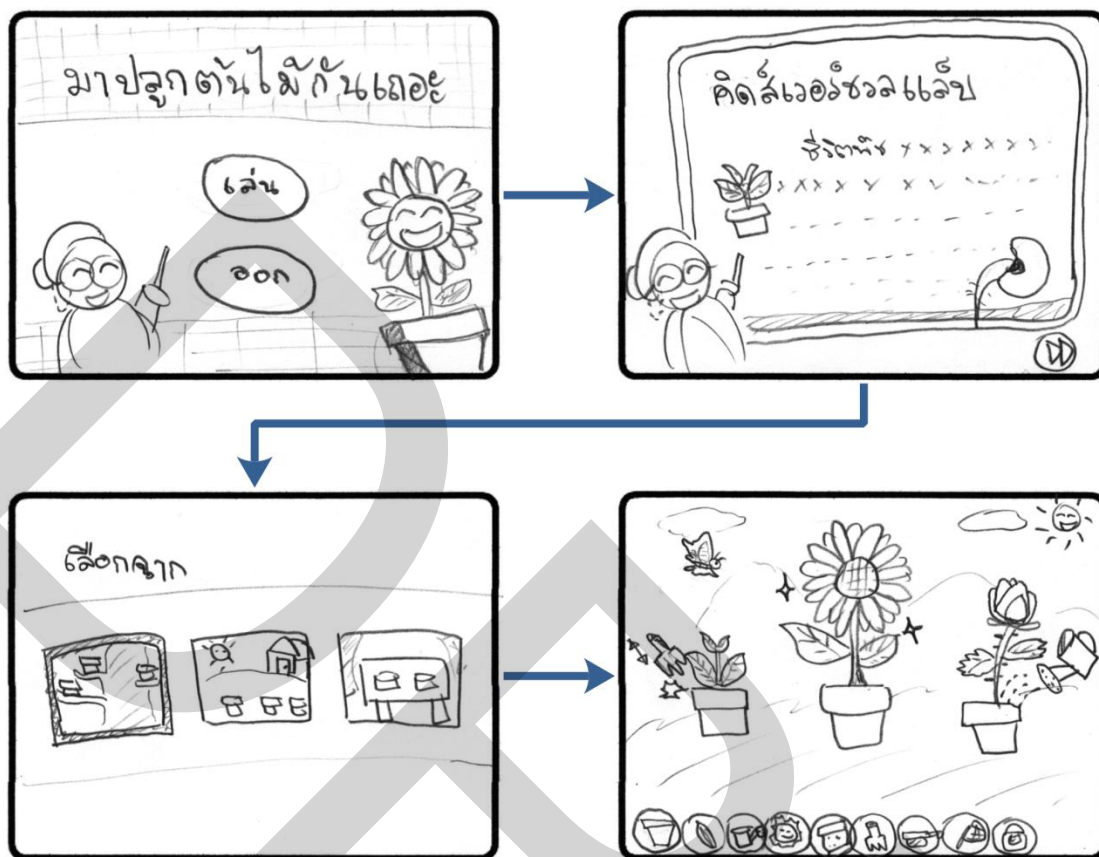 มาปลูกต้นไม้กันเถอะ
เล่น
ออก
คิดส์เวอร์ชวลแล็บ
ชีวิตพืช
เลือกฉาก